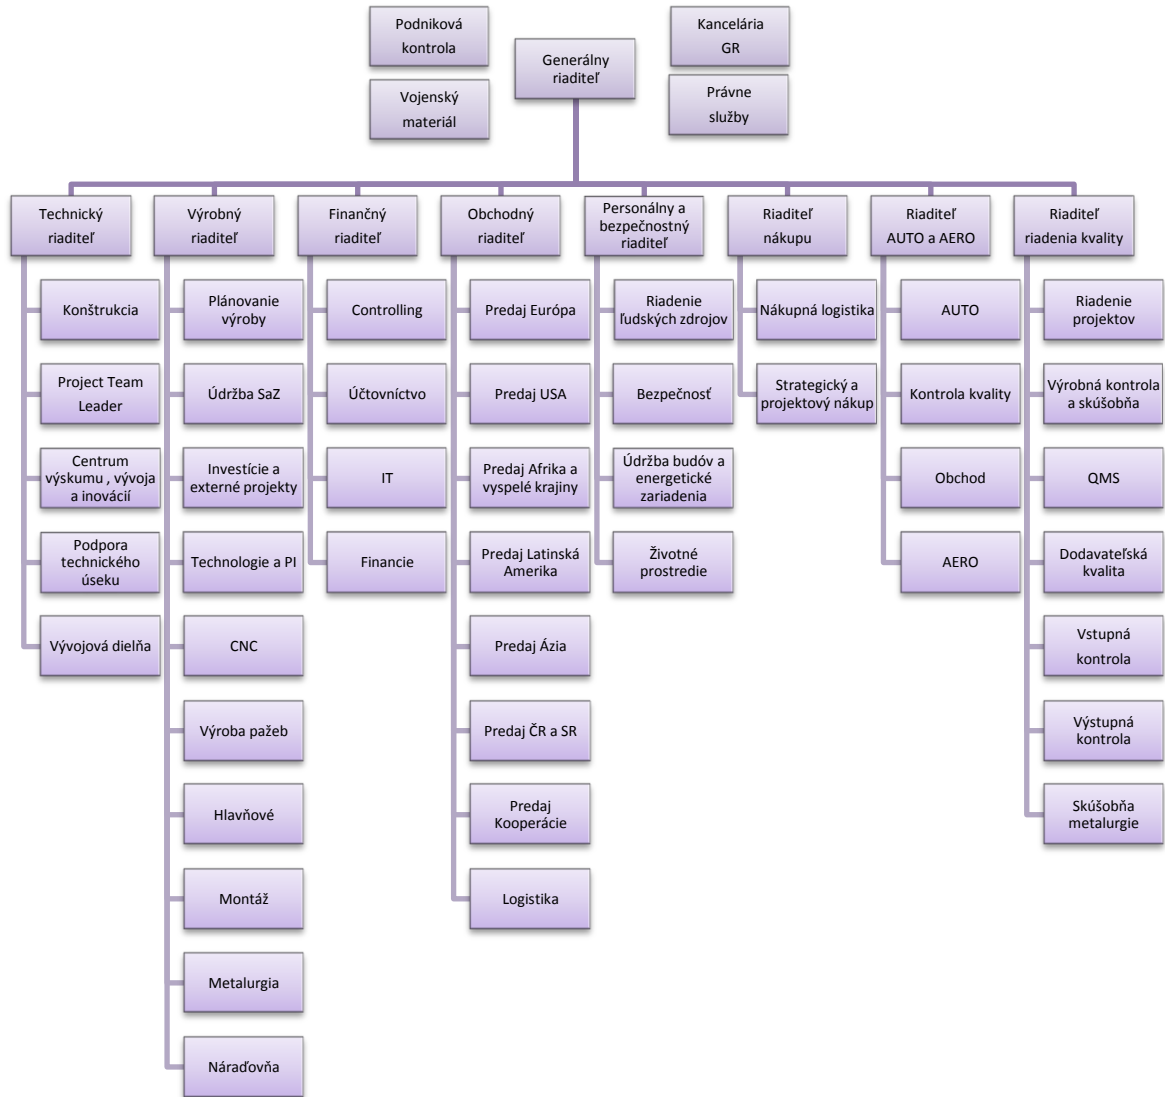 Podniková
kontrola
Kancelária
GR
Generálny
riaditeľ
Vojenský
materiál
Právne
služby
Technický
riaditeľ
Výrobný
riaditeľ
Finančný
riaditeľ
Obchodný
riaditeľ
Personálny a
bezpečnostný
riaditeľ
Riaditeľ
nákupu
Riaditeľ
AUTO a AERO
Riaditeľ
riadenia kvality
Konštrukcia
Project Team
Leader
Centrum
výskumu , vývoja
a inovácií
Podpora
technického
úseku
Vývojová dielňa
Plánovanie
výroby
Údržba SaZ
Investície a
externé projekty
Technologie a PI
CNC
Výroba pažeb
Hlavňové
Montáž
Metalurgia
Náraďovňa
Controlling
Účtovníctvo
IT
Financie
Predaj Európa
Predaj USA
Predaj Afrika a
vyspelé krajiny
Predaj Latinská
Amerika
Predaj Ázia
Predaj ČR a SR
Predaj
Kooperácie
Logistika
Riadenie
ľudských zdrojov
Bezpečnosť
Údržba budóv a
energetické
zariadenia
Životné
prostredie
Nákupná logistika
Strategický a
projektový nákup
AUTO
Kontrola kvality
Obchod
AERO
Riadenie
projektov
Výrobná kontrola
a skúšobňa
QMS
Dodavateľská
kvalita
Vstupná
kontrola
Výstupná
kontrola
Skúšobňa
metalurgie